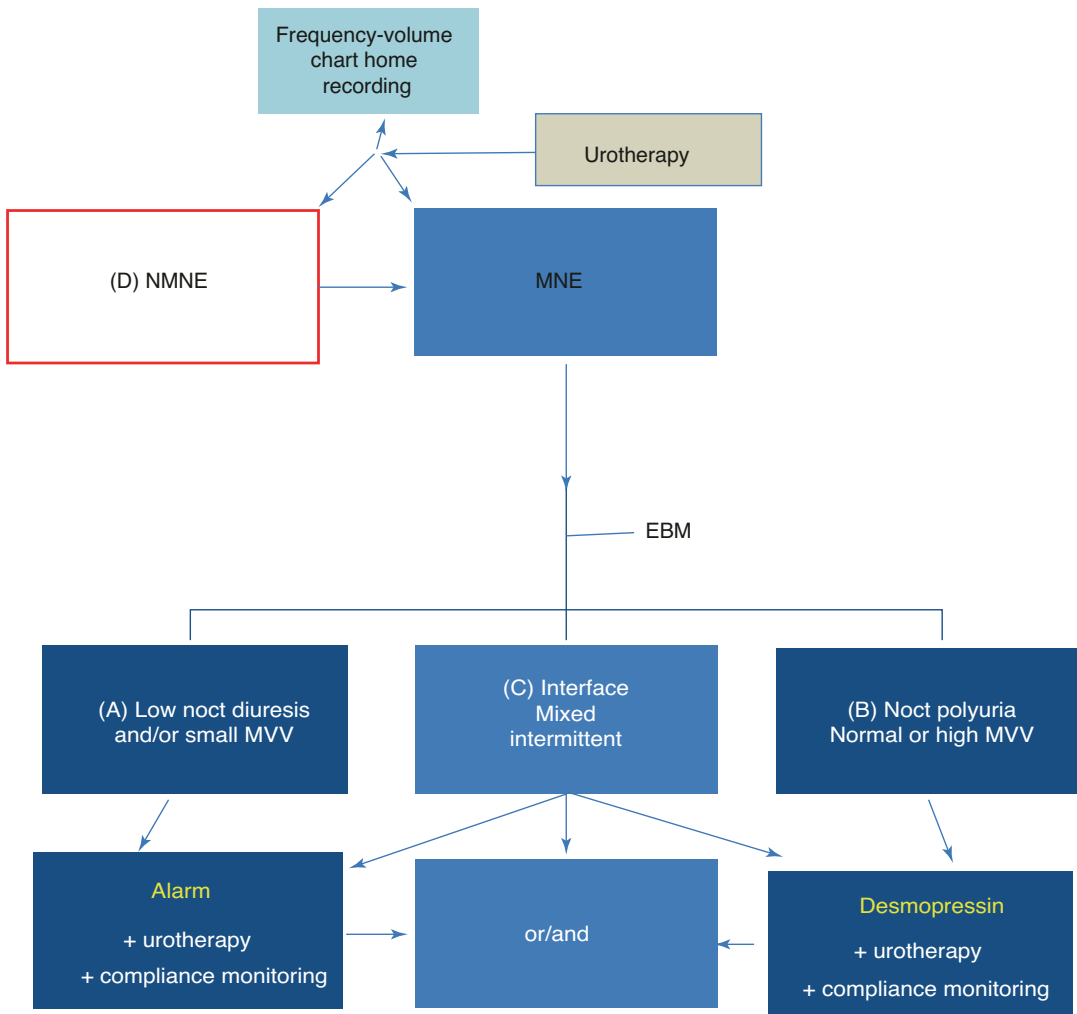 Frequency-volume
chart home
recording
Urotherapy
(D) NMNE
MNE
EBM
(A) Low noct diuresis
and/or small MVV
(C) Interface
Mixed
intermittent
(B) Noct polyuria
Normal or high MVV
Alarm
+ urotherapy
+ compliance monitoring
or/and
Desmopressin
+ urotherapy
+ compliance monitoring